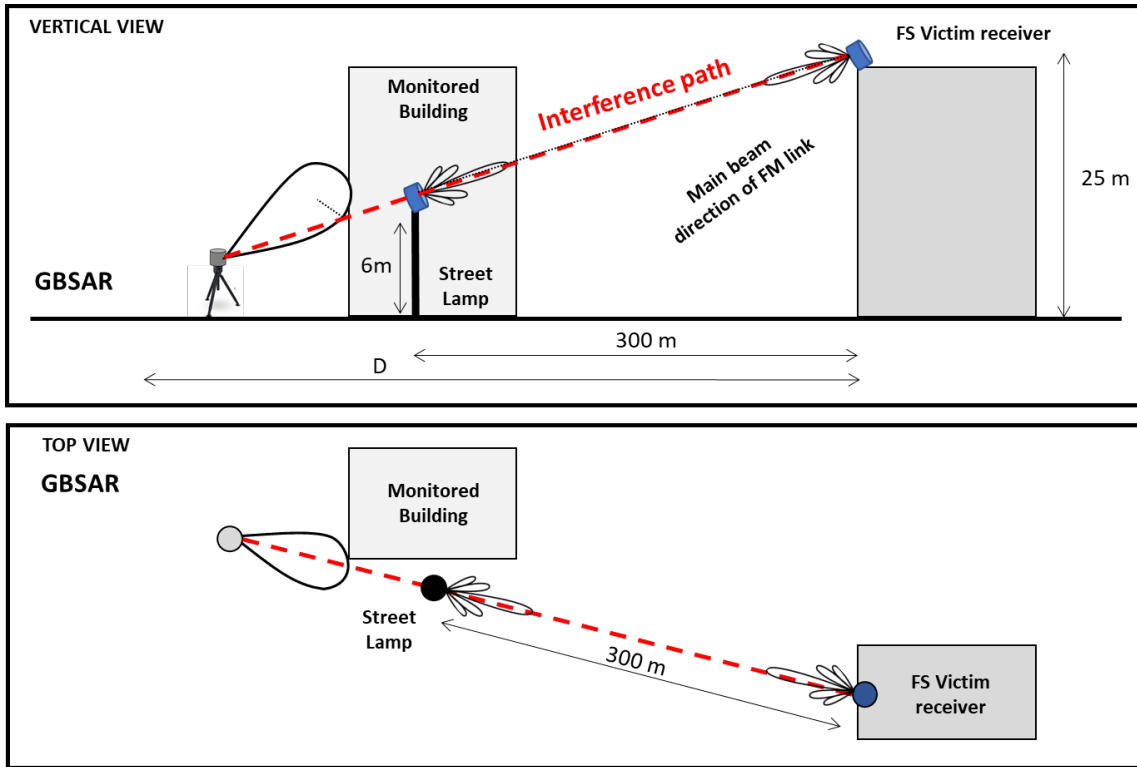 VERTICAL VIEW
FS Victim receiver
Monitored
Building
Interference path
Main beam
direction of FM link
25 m
6m
GBSAR
Street
Lamp
300 m
D
TOP VIEW
GBSAR
Monitored
Building
Street
Lamp
300 m
FS Victim
receiver